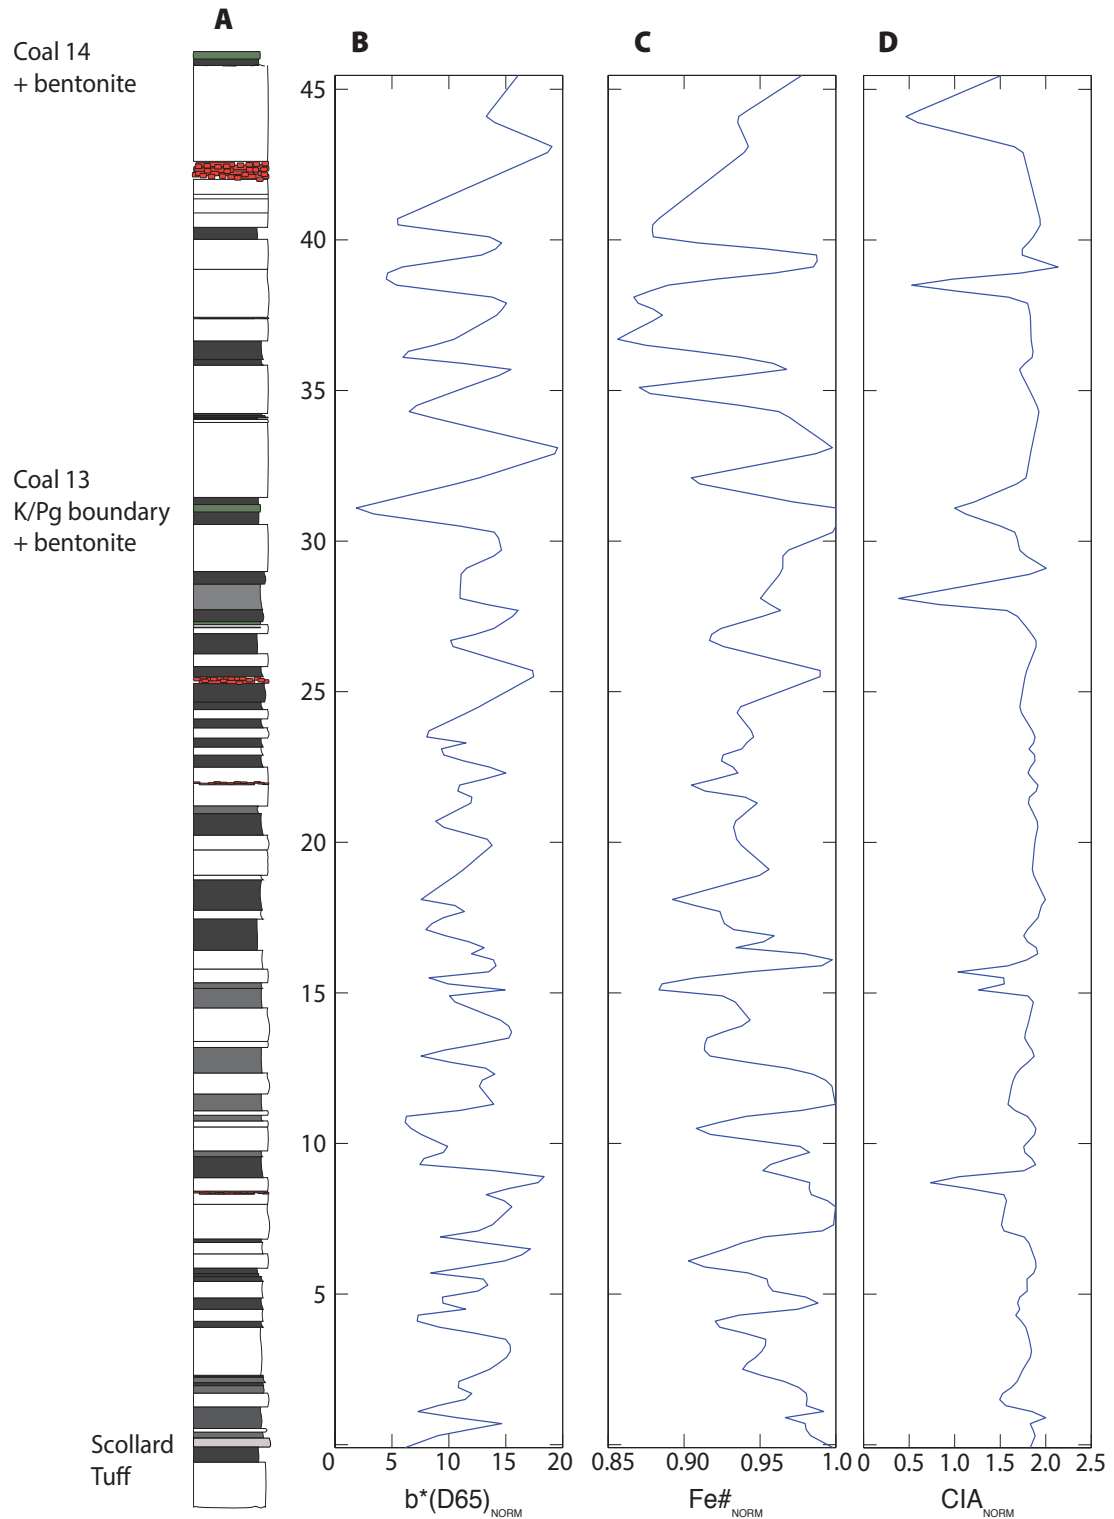 A
B
C
D
Coal 14
+ bentonite
Coal 13
K/Pg boundary
+ bentonite
Scollard
Tuff
45
40
35
30
25
20
15
10
5
0 5 10 15 20
0.85 0.90 0.95 1.0
0 0.5 1.0 1.5 2.0 2.5
b*(D65)NORM
Fe#NORM
CIANORM